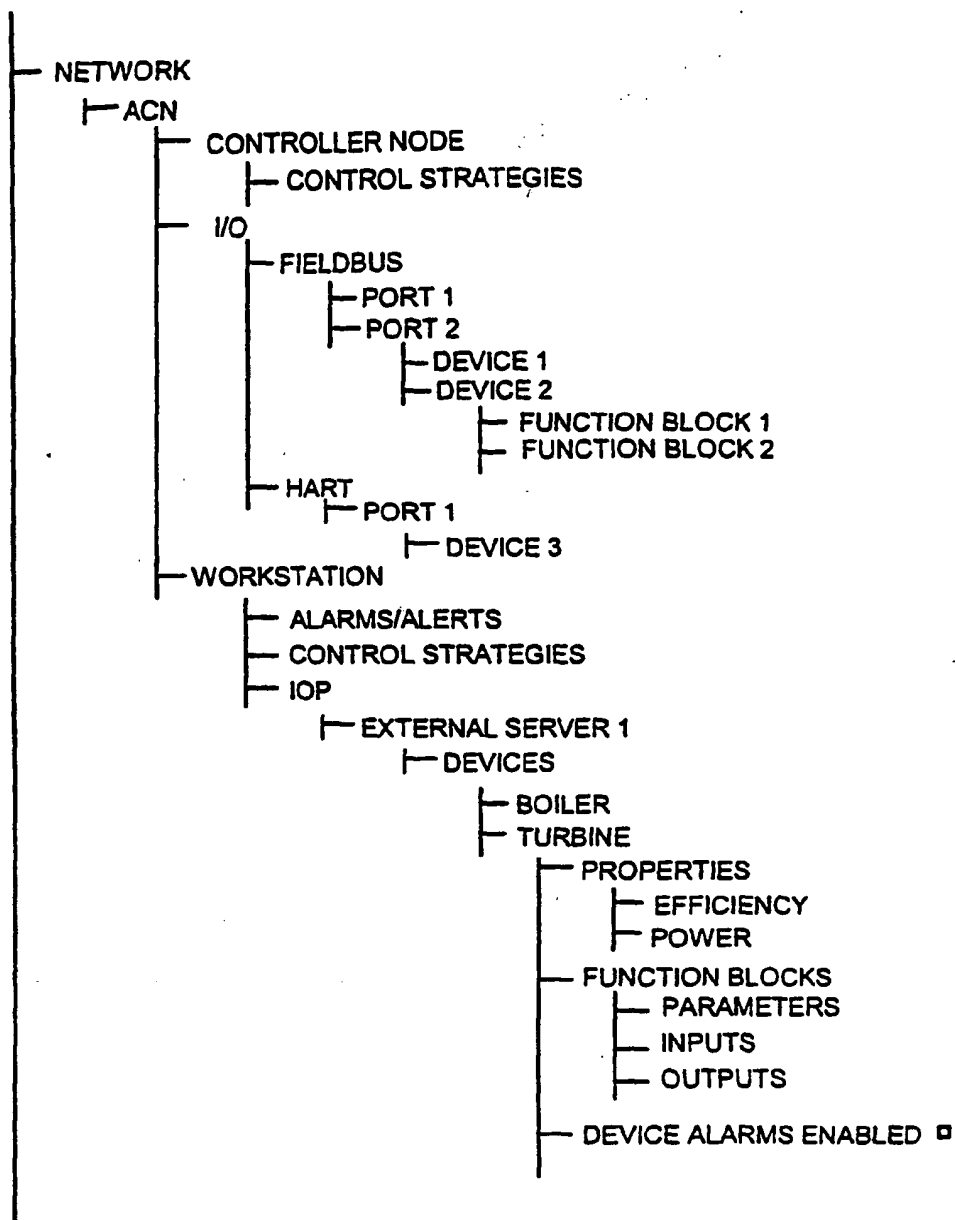 NETWORK
ACN
CONTROLLER NODE
CONTROL STRATEGIES
I/O
FIELDBUS
PORT 1
PORT 2
DEVICE 1
DEVICE 2
FUNCTION BLOCK 1
FUNCTION BLOCK 2
HART
PORT 1
DEVICE 3
WORKSTATION
ALARMS/ALERTS
CONTROL STRATEGIES
IOP
EXTERNAL SERVER 1
DEVICES
BOILER
TURBINE
PROPERTIES
EFFICIENCY
POWER
FUNCTION BLOCKS
PARAMETERS
INPUTS
OUTPUTS
DEVICE ALARMS ENABLED